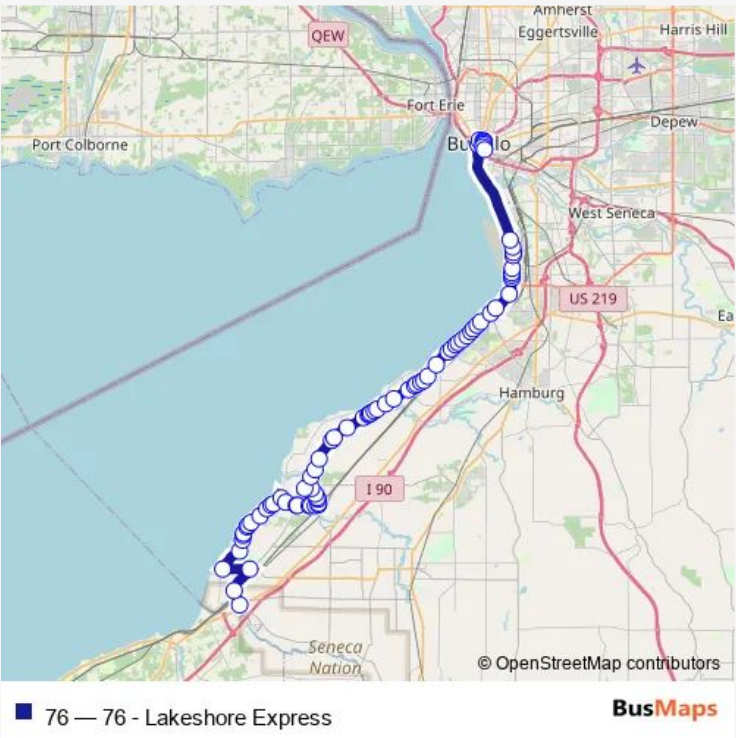 Amherst
Eggertsville
Harris Hill
QEW
Fort Erie
Depew
Port Colborne
West Seneca
US 219
Ea
Hamburg
I 90
Seneca
Nation
© OpenStreetMap contributors
76 — 76 - Lakeshore Express
BusMaps